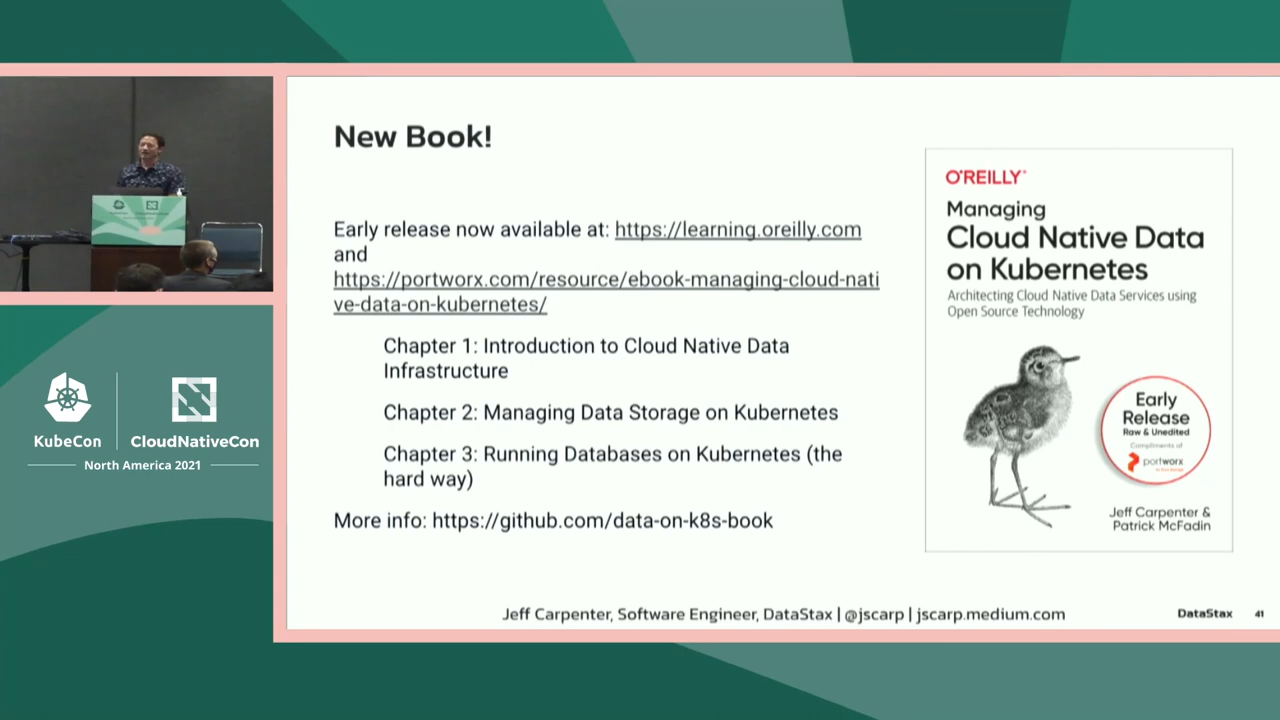 New Book!
Early release now available at: https://learning.oreilly.com
and
https://portworx.com/resource/ebook-managing-cloud-nati
ve-data-on-kubernetes/
Chapter 1: Introduction to Cloud Native Data
Infrastructure
Chapter 2: Managing Data Storage on Kubernetes
Chapter 3: Running Databases on Kubernetes (the
hard way)
More info: https://github.com/data-on-k8s-book
O'REILLY®
Managing
Cloud Native Data
on Kubernetes
Architecting Cloud Native Data Services using
Open Source Technology
Early
Release
Raw & Unedited
Compliments of
portworx
Jeff Carpenter &
Patrick McFadin
Jeff Carpenter, Software Engineer, DataStax | @jscarp | jscarp.medium.com
DataStax 41
KubeCon
CloudNativeCon
North America 2021